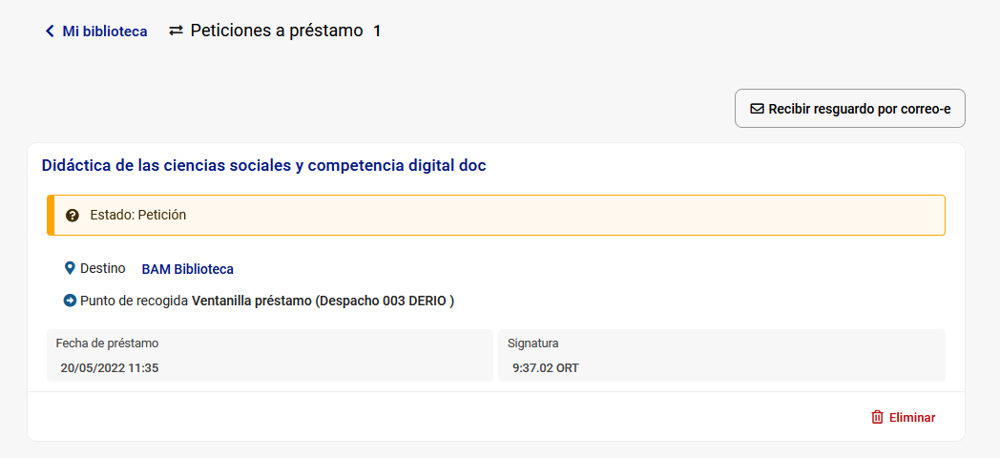 Mi biblioteca Peticiones a préstamo 1
Recibir resguardo por correo-e
Didáctica de las ciencias sociales y competencia digital doc
Estado: Petición
Destino BAM Biblioteca
Punto de recogida Ventanilla préstamo (Despacho 003 DERIO )
Fecha de préstamo
20/05/2022 11:35
Signatura
9:37.02 ORT
Eliminar